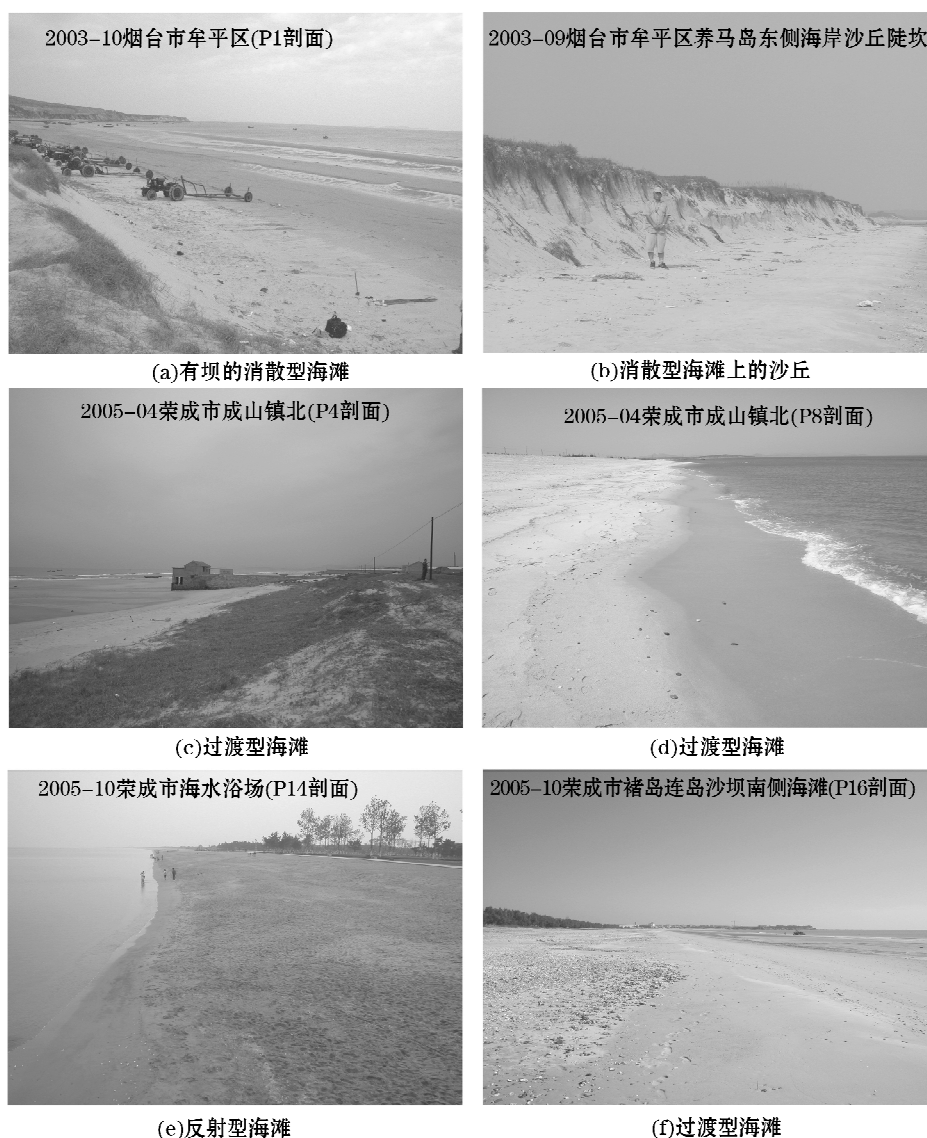 2003-10烟台市牟平区(P1剖面)
2003-09烟台市牟平区养马岛东侧海岸沙丘陡坎
(a)有坝的消散型海滩
(b)消散型海滩上的沙丘
2005-04荣成市成山镇北(P4剖面)
2005-04荣成市成山镇北(P8剖面)
(c)过渡型海滩
(d)过渡型海滩
2005-10荣成市海水浴场(P14剖面)
2005-10荣成市褚岛连岛沙坝南侧海滩(P16剖面)
(e)反射型海滩
(f)过渡型海滩